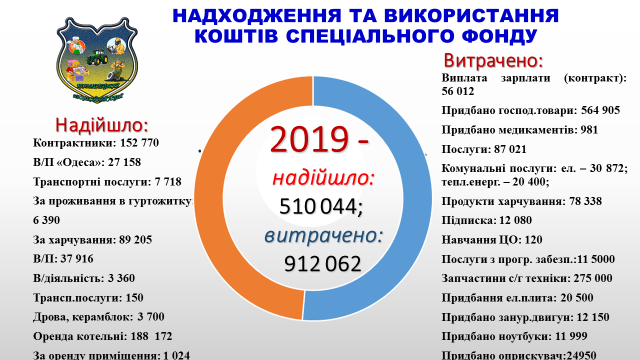 НАДХОДЖЕННЯ ТА ВИКОРИСТАННЯ
КОШТІВ СПЕЦІАЛЬНОГО ФОНДУ
Надійшло:
Контрактники: 152 770
В/П «Одеса»: 27 158
Транспортні послуги: 7 718
За проживання в гуртожитку:
6 390
За харчування: 89 205
В/П: 37 916
В/діяльність: 3 360
Трансп.послуги: 150
Дрова, керамблок: 3 700
Оренда котельні: 188 172
За оренду приміщення: 1 024
2019 -
надійшло:
510 044;
витрачено:
912 062
Витрачено:
Виплата зарплати (контракт):
56 012
Придбано господ.товари: 564 905
Придбано медикаментів: 981
Послуги: 87 021
Комунальні послуги: ел. – 30 872;
тепл.енерг. – 20 400;
Продукти харчування: 78 338
Підписка: 12 080
Навчання ЦО: 120
Послуги з прогр. забезп.:11 5000
Запчастини с/г техніки: 275 000
Придбання ел.плита: 20 500
Придбано занур.двигун: 12 150
Придбано ноутбуки: 11 999
Придбано оприскувач:24950